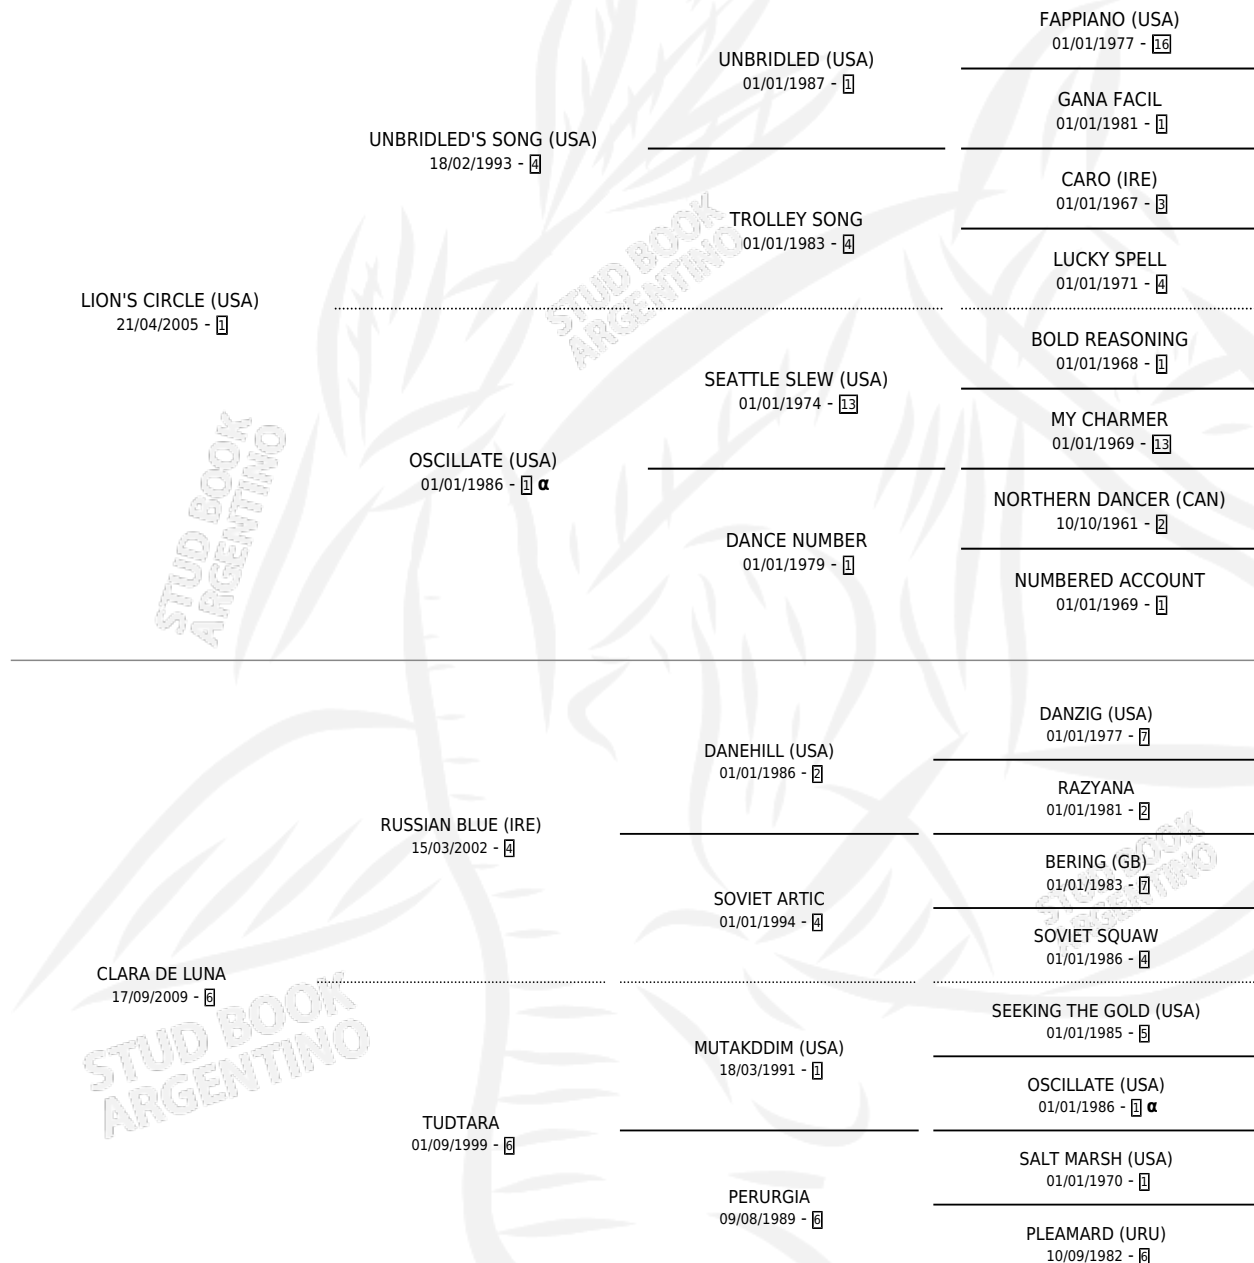 FAPPIANO (USA)
01/01/1977 - 16
UNBRIDLED (USA)
01/01/1987 - 1
GANA FACIL
01/01/1981 - 1
UNBRIDLED'S SONG (USA)
18/02/1993 - 4
CARO (IRE)
01/01/1967 - 3
TROLLEY SONG
01/01/1983 - 4
LUCKY SPELL
01/01/1971 - 4
LION'S CIRCLE (USA)
21/04/2005 - 1
BOLD REASONING
01/01/1968 - 1
SEATTLE SLEW (USA)
01/01/1974 - 13
MY CHARMER
01/01/1969 - 13
OSCILLATE (USA)
01/01/1986 - 1 α
NORTHERN DANCER (CAN)
10/10/1961 - 2
DANCE NUMBER
01/01/1979 - 1
NUMBERED ACCOUNT
01/01/1969 - 1
STUD BOOK
ARGENTINO
STUD BOOK
ARGENTINO
DANZIG (USA)
01/01/1977 - 7
DANEHILL (USA)
01/01/1986 - 2
RAZYANA
01/01/1981 - 2
RUSSIAN BLUE (IRE)
15/03/2002 - 4
BERING (GB)
01/01/1983 - 7
SOVIET ARTIC
01/01/1994 - 4
SOVIET SQUAW
01/01/1986 - 4
STUD BOOK
ARGENTINO
CLARA DE LUNA
17/09/2009 - 6
SEEKING THE GOLD (USA)
01/01/1985 - 5
MUTAKDDIM (USA)
18/03/1991 - 1
OSCILLATE (USA)
01/01/1986 - 1 α
STUD BOOK
ARGENTINO
TUDTARA
01/09/1999 - 6
SALT MARSH (USA)
01/01/1970 - 1
PERURGIA
09/08/1989 - 6
PLEAMARD (URU)
10/09/1982 - 6